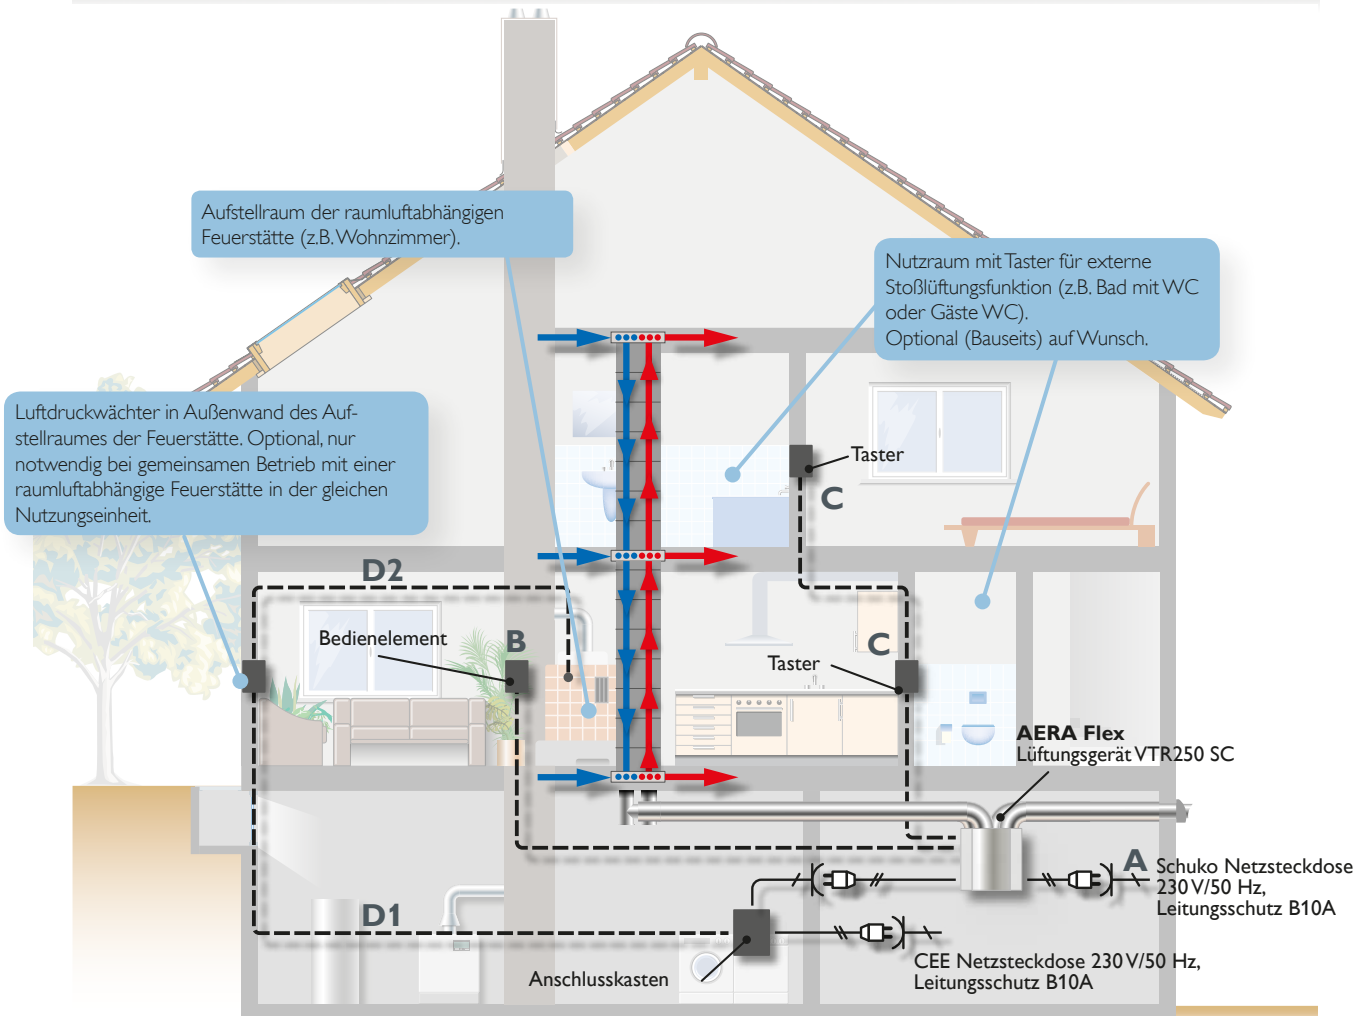 Aufstellraum der raumluftabhängigen
Feuerstätte (z.B. Wohnzimmer).
Nutzraum mit Taster für externe
Stoßlüftungsfunktion (z.B. Bad mit WC
oder Gäste WC).
Optional (Bauseits) auf Wunsch.
Luftdruckwächter in Außenwand des Auf-
stellraumes der Feuerstätte. Optional, nur
notwendig bei gemeinsamen Betrieb mit einer
raumluftabhängige Feuerstätte in der gleichen
Nutzungseinheit.
Taster
C
D2
Bedienelement
B
C
Taster
AERA Flex
Lüftungsgerät VTR250 SC
A
Schuko Netzsteckdose
230 V/50 Hz,
Leitungsschutz B10A
D1
Anschlusskasten
CEE Netzsteckdose 230 V/50 Hz,
Leitungsschutz B10A